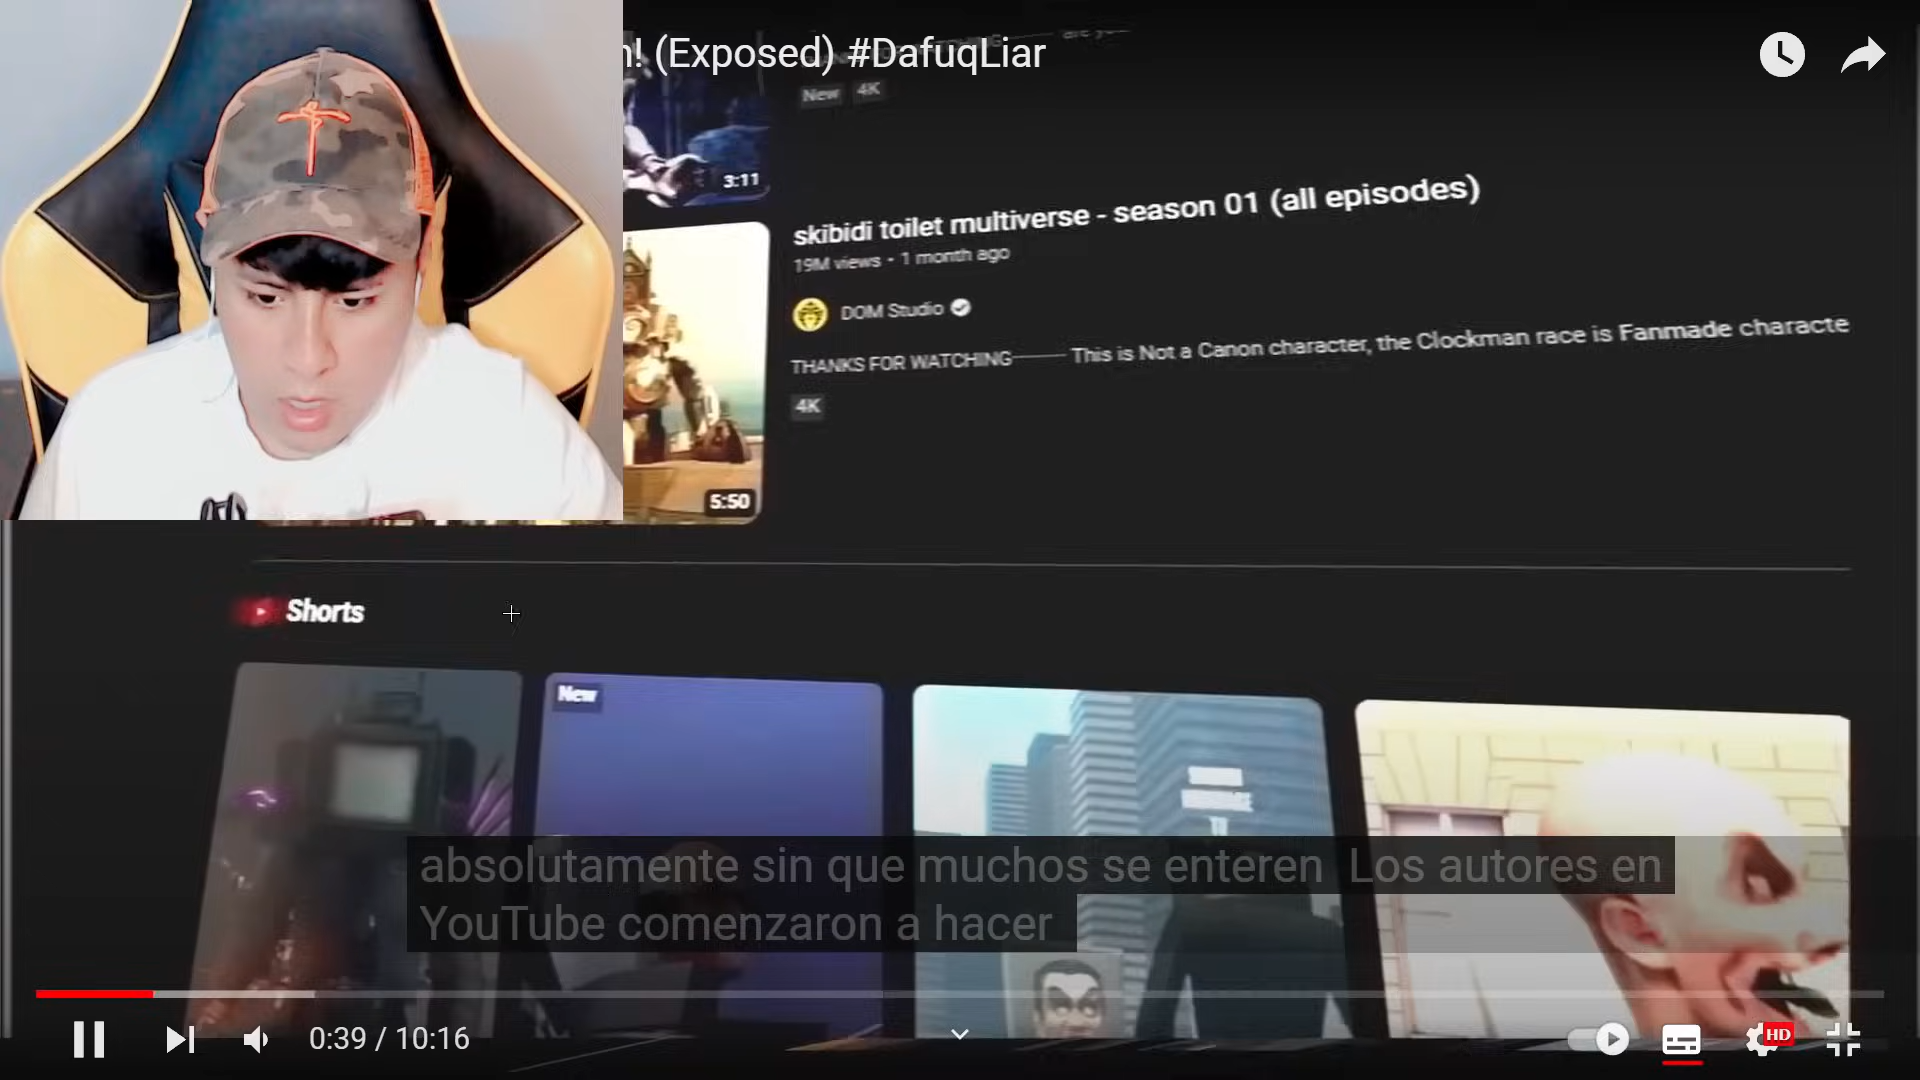 ! (Exposed) #DafuqLiar
New 4K
3:11
skibidi toilet multiverse - season 01 (all episodes)
19M views • 1 month ago
DOM Studio
THANKS FOR WATCHING——— This is Not a Canon character, the Clockman race is Fanmade characte
4K
5:50
Shorts
New
absolutamente sin que muchos se enteren Los autores en
YouTube comenzaron a hacer
0:39 / 10:16
HD